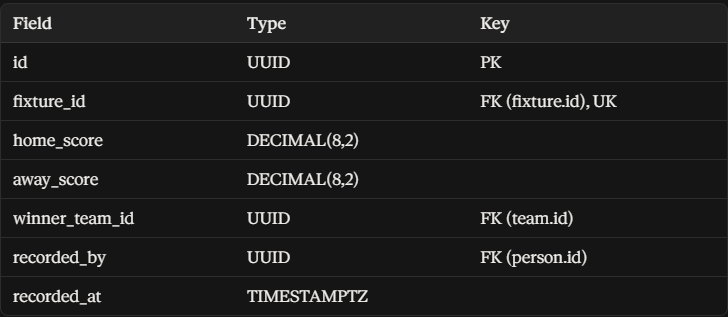 Field Type Key
id UUID PK
fixture_id UUID FK (fixture.id), UK
home_score DECIMAL(8,2)
away_score DECIMAL(8,2)
winner_team_id UUID FK (team.id)
recorded_by UUID FK (person.id)
recorded_at TIMESTAMPTZ